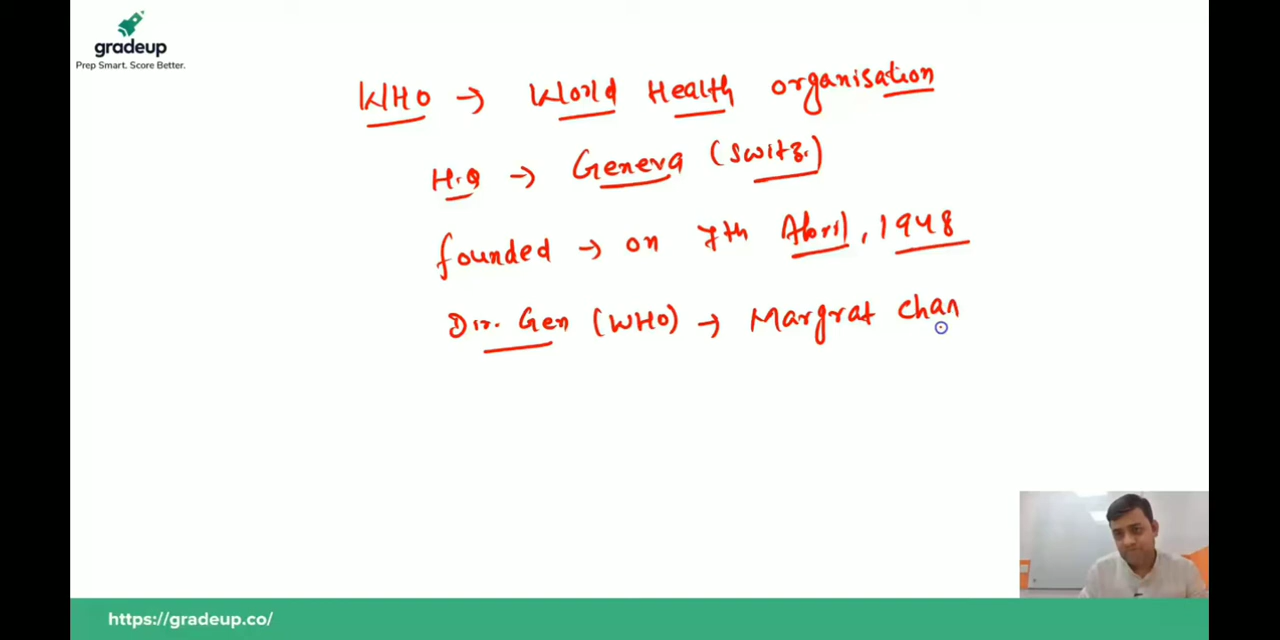 gradeup
Prep Smart. Score Better.
WHO → World Health organisation
H.Q → Geneva (Switz.)
founded → on 7th April, 1948
Dir. Gen (WHO) → Margrat Chan
https://gradeup.co/